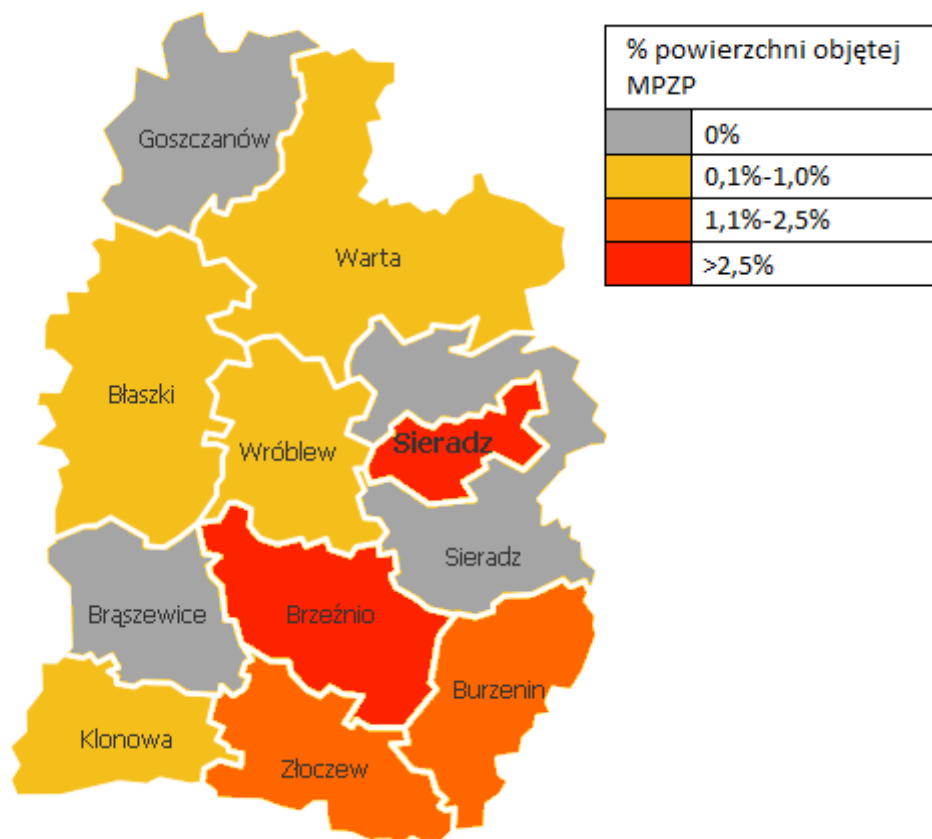 % powierzchni objętej
MPZP
0%
0,1%-1,0%
1,1%-2,5%
>2,5%
Goszczanów
Warta
Błaszki
Wróblew
Sieradz
Sieradz
Brąszewice
Brzeźnio
Burzenin
Klonowa
Złoczew